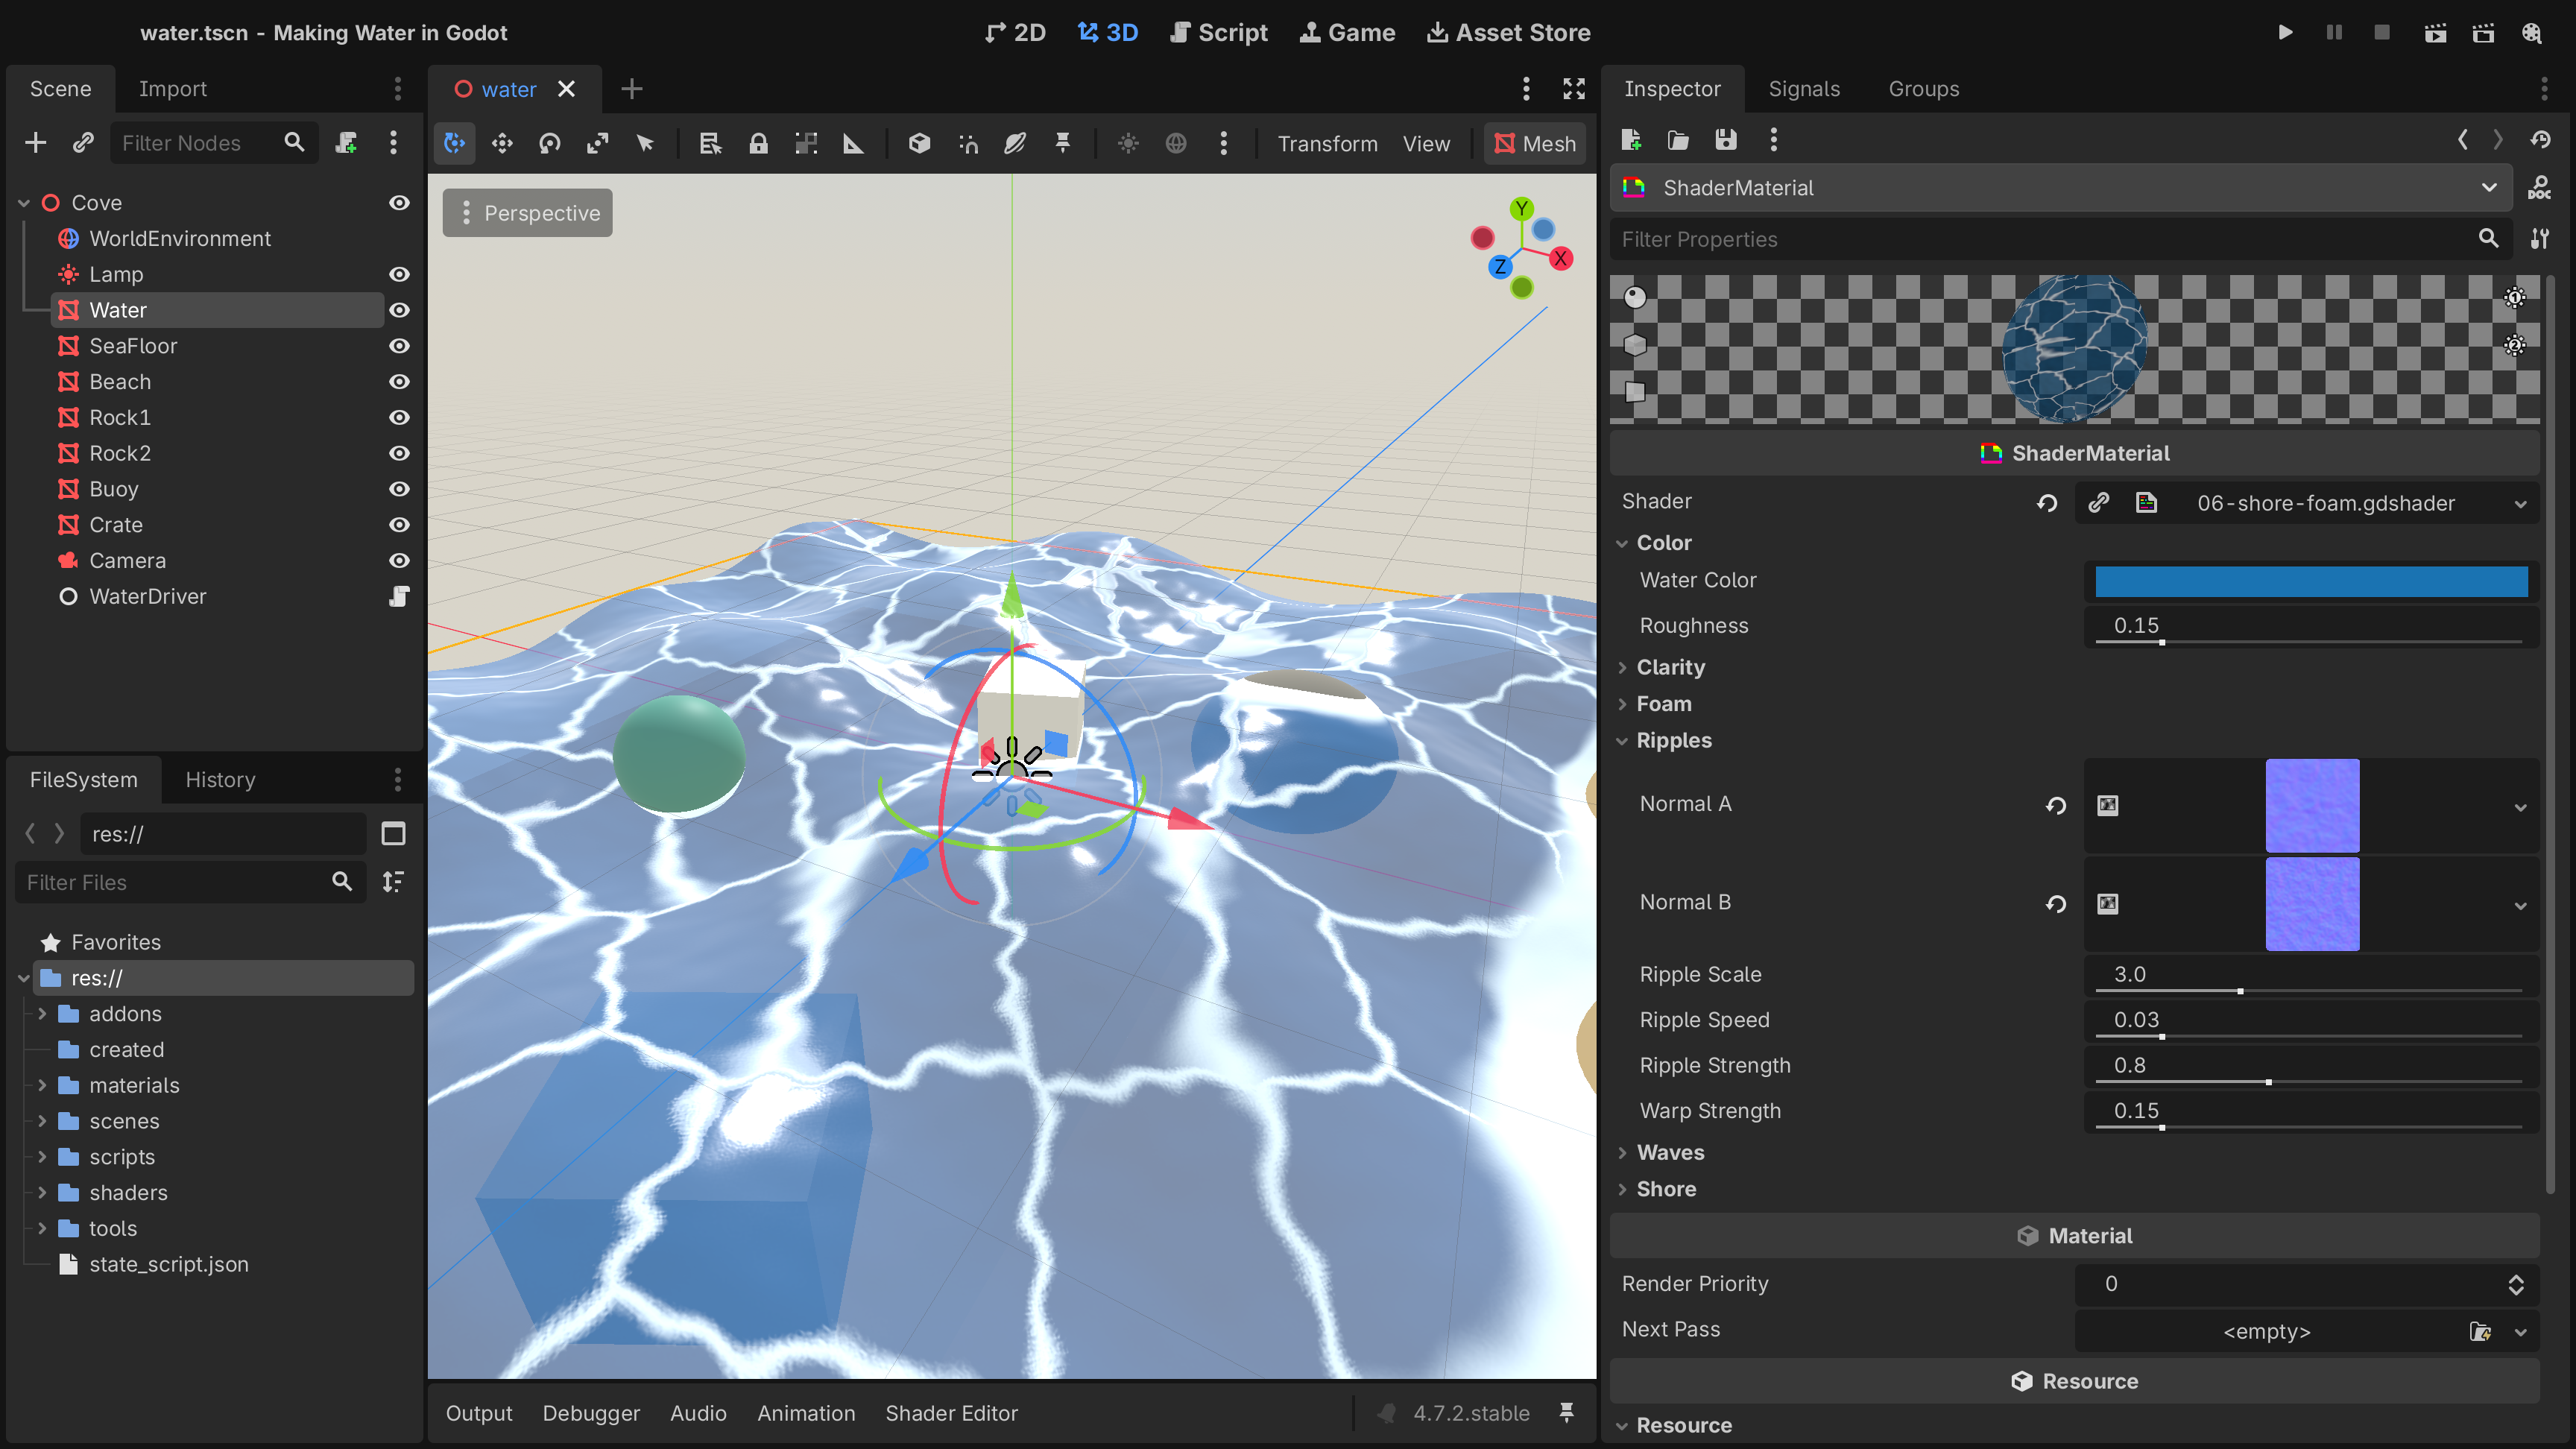 water.tscn - Making Water in Godot
2D
3D
Script
Game
Asset Store
Scene
Import
Filter Nodes
Cove
WorldEnvironment
Lamp
Water
SeaFloor
Beach
Rock1
Rock2
Buoy
Crate
Camera
WaterDriver
FileSystem
History
res://
Filter Files
Favorites
res://
addons
created
materials
scenes
scripts
shaders
tools
state_script.json
water
Transform
View
Mesh
Perspective
Y
X
Z
Output
Debugger
Audio
Animation
Shader Editor
4.7.2.stable
Inspector
Signals
Groups
ShaderMaterial
DOC
Filter Properties
1
2
ShaderMaterial
Shader
06-shore-foam.gdshader
Color
Water Color
Roughness
0.15
Clarity
Foam
Ripples
Normal A
Normal B
Ripple Scale
3.0
Ripple Speed
0.03
Ripple Strength
0.8
Warp Strength
0.15
Waves
Shore
Material
Render Priority
0
Next Pass
<empty>
Resource
Resource